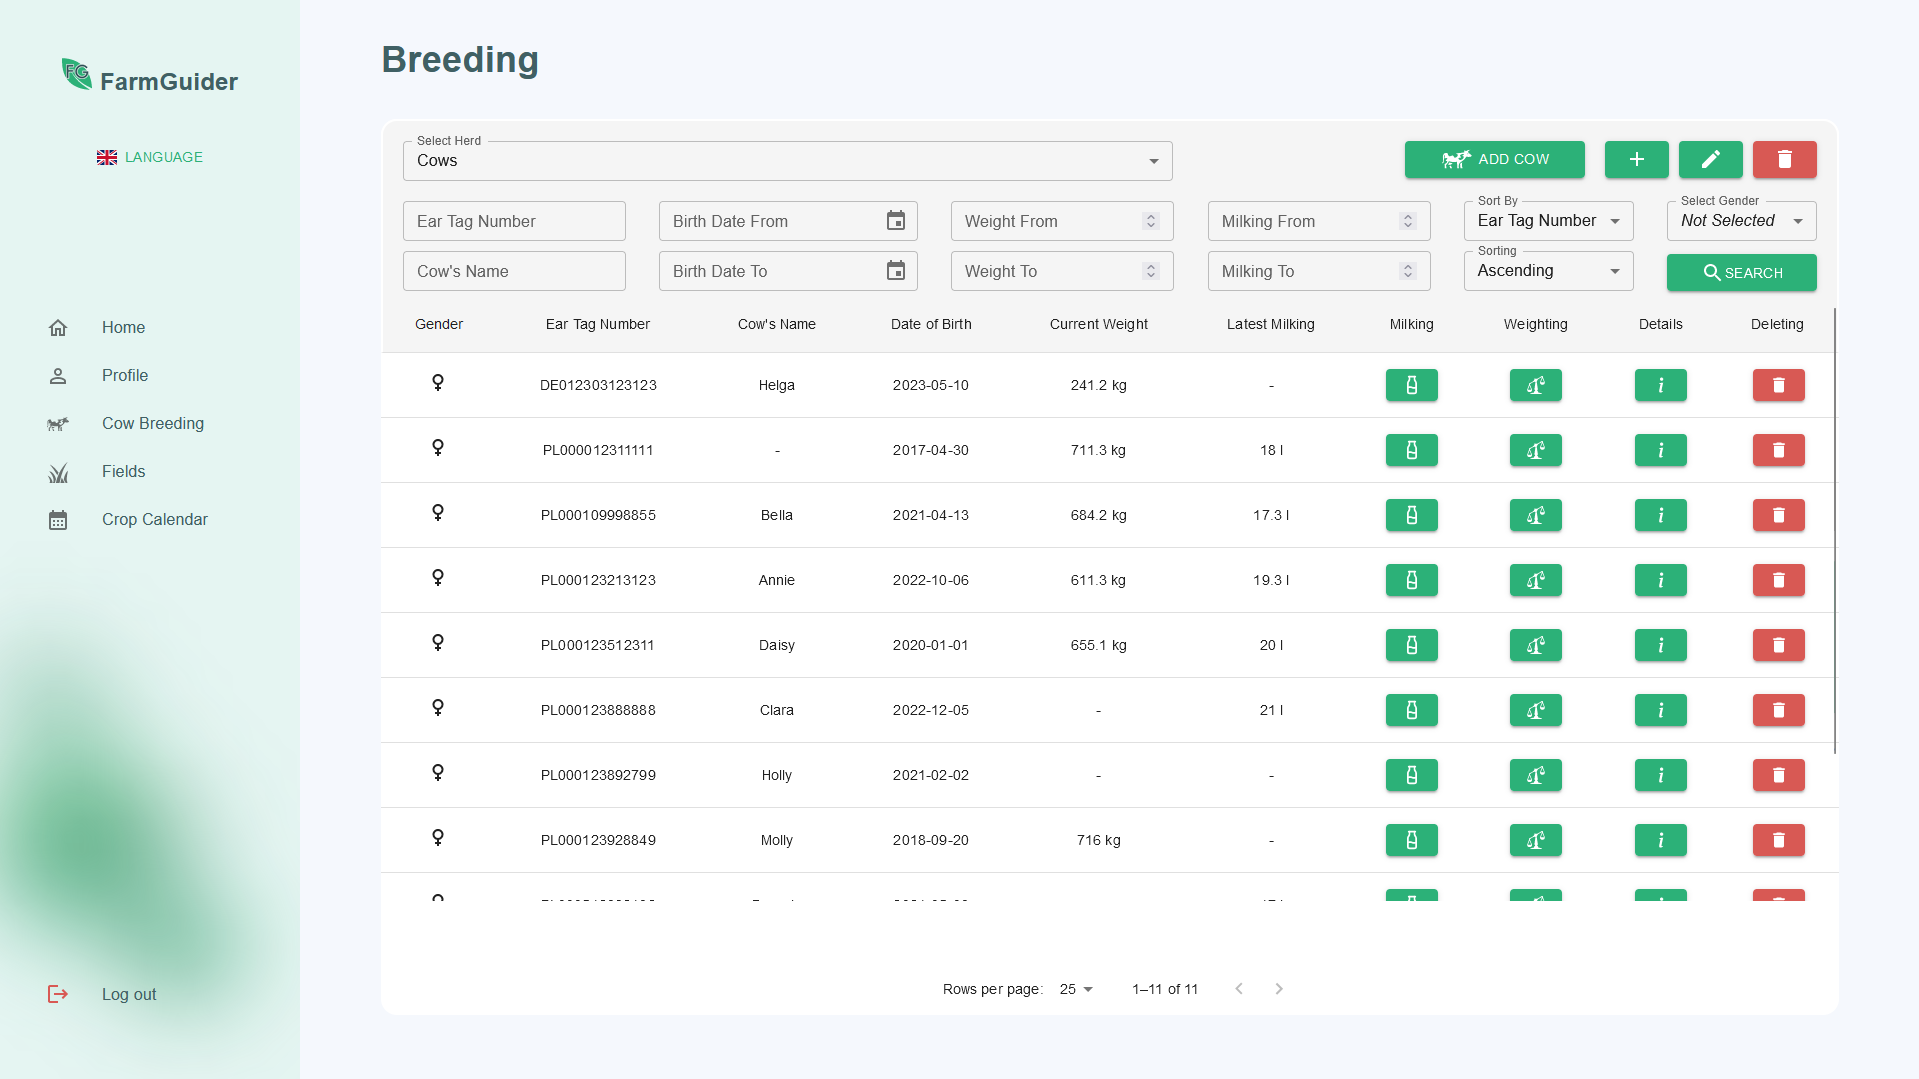 Breeding
FG FarmGuider
LANGUAGE
Home
Profile
Cow Breeding
Fields
Crop Calendar
Log out
Select Herd
Cows
ADD COW
Ear Tag Number
Birth Date From
Weight From
Milking From
Sort By
Ear Tag Number
Select Gender
Not Selected
Cow's Name
Birth Date To
Weight To
Milking To
Sorting
Ascending
SEARCH
Gender Ear Tag Number Cow's Name Date of Birth Current Weight Latest Milking Milking Weighting Details Deleting
DE012303123123 Helga 2023-05-10 241.2 kg -
PL000012311111 - 2017-04-30 711.3 kg 18 l
PL000109998855 Bella 2021-04-13 684.2 kg 17.3 l
PL000123213123 Annie 2022-10-06 611.3 kg 19.3 l
PL000123512311 Daisy 2020-01-01 655.1 kg 20 l
PL000123888888 Clara 2022-12-05 - 21 l
PL000123892799 Holly 2021-02-02 - -
PL000123928849 Molly 2018-09-20 716 kg -
Rows per page: 25 1–11 of 11